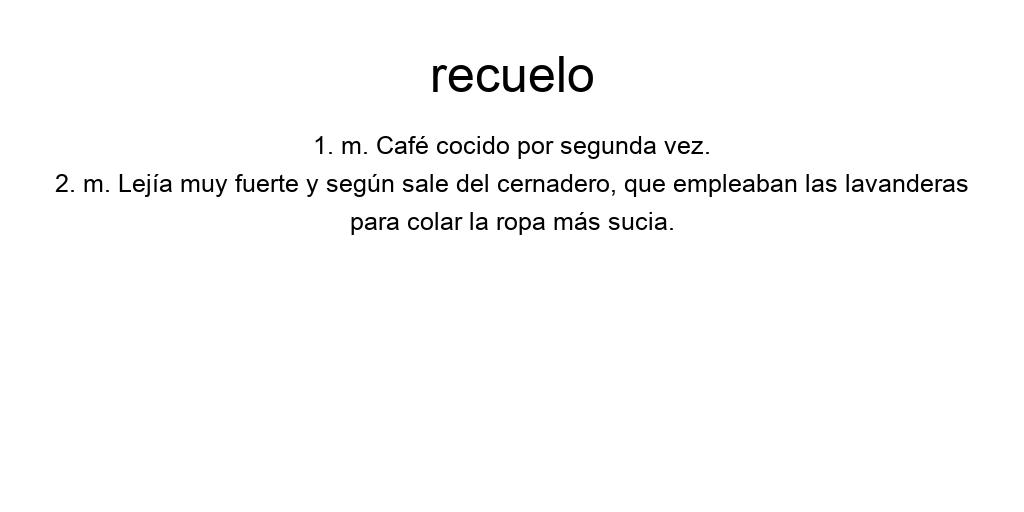 recuelo
1. m. Café cocido por segunda vez.
2. m. Lejía muy fuerte y según sale del cernadero, que empleaban las lavanderas
para colar la ropa más sucia.